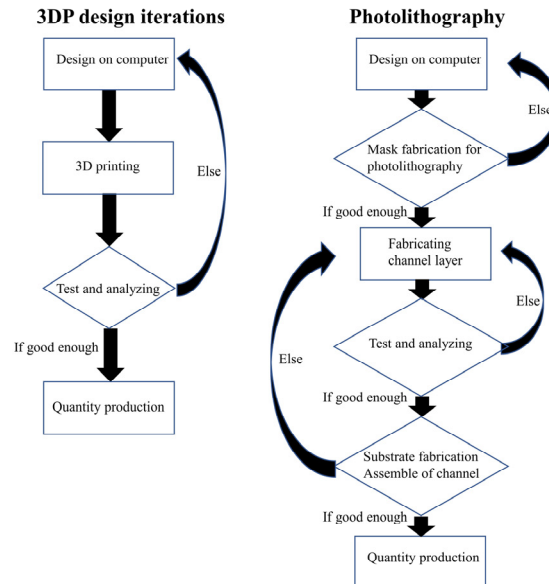 3DP design iterations
Design on computer
3D printing
Else
Test and analyzing
If good enough
Quantity production
Photolithography
Design on computer
Else
Mask fabrication for
photolithography
If good enough
Fabricating
channel layer
Else
Test and analyzing
Else
If good enough
Substrate fabrication
Assemble of channel
If good enough
Quantity production